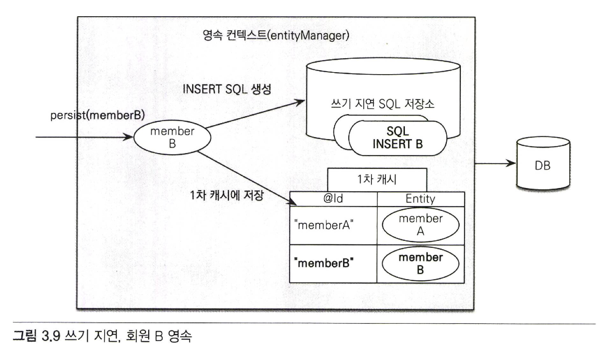 영속 컨텍스트(entityManager)
INSERT SQL 생성
쓰기 지연 SQL 저장소
persist(memberB)
member
B
SQL
INSERT B
DB
1차 캐시
1차 캐시에 저장
@Id
Entity
"memberA"
member
A
"memberB"
member
B
그림 3.9 쓰기 지연, 회원 B 영속